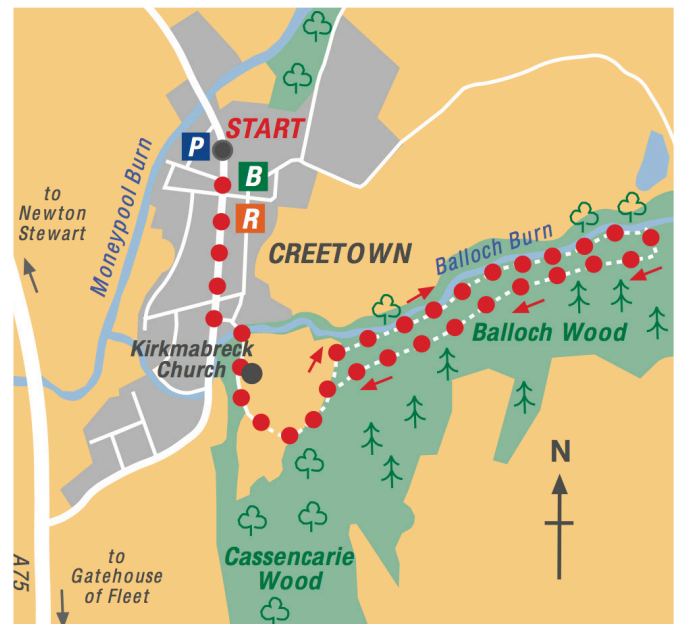 START
P
B
R
Moneypool Burn
to
Newton
Stewart
CREETOWN
Balloch Burn
Balloch Wood
Kirkmabreck
Church
N
Cassencarie
Wood
A75
to
Gatehouse
of Fleet